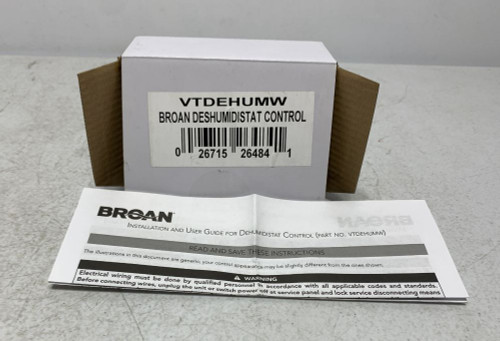 VTDEHUMW
BROAN DESHUMIDISTAT CONTROL
0 26715 26484 1
BROAN
INSTALLATION AND USER GUIDE FOR DEHUMIDISTAT CONTROL (PART NO. VTDEHUMW)
READ AND SAVE THESE INSTRUCTIONS
The illustrations in this document are generic; your control appearance may be slightly different from the ones shown.
WARNING
Electrical wiring must be done by qualified personnel in accordance with all applicable codes and standards.
Before connecting wires, unplug the unit or switch power off at service panel and lock service disconnecting means